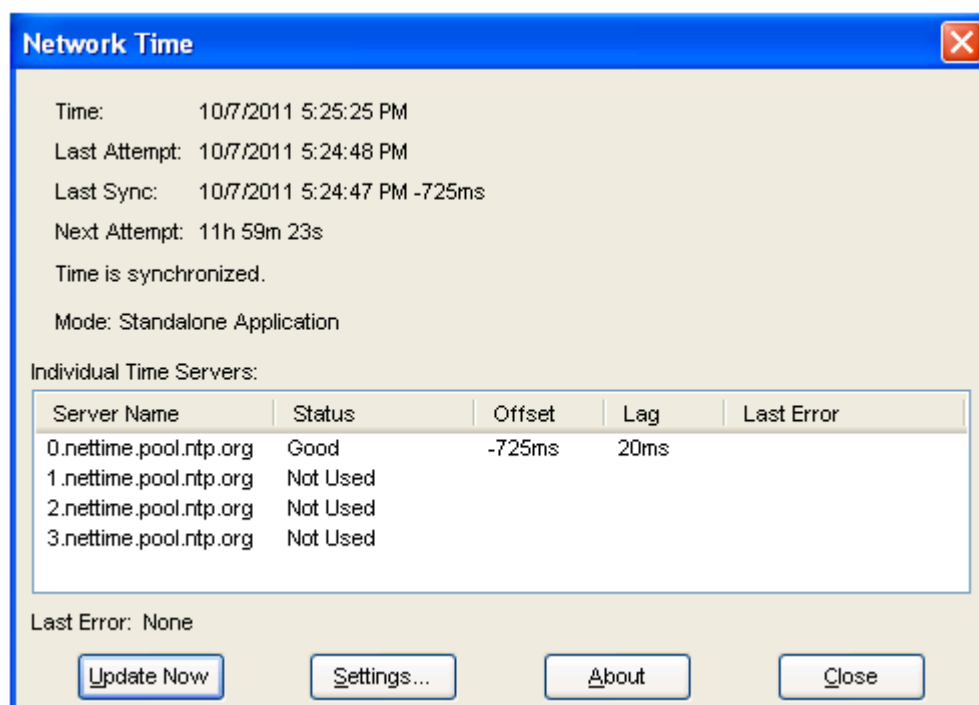 Network Time
Time: 10/7/2011 5:25:25 PM
Last Attempt: 10/7/2011 5:24:48 PM
Last Sync: 10/7/2011 5:24:47 PM -725ms
Next Attempt: 11h 59m 23s
Time is synchronized.
Mode: Standalone Application
Individual Time Servers:
Server Name Status Offset Lag Last Error
0.nettime.pool.ntp.org Good -725ms 20ms
1.nettime.pool.ntp.org Not Used
2.nettime.pool.ntp.org Not Used
3.nettime.pool.ntp.org Not Used
Last Error: None
Update Now Settings... About Close